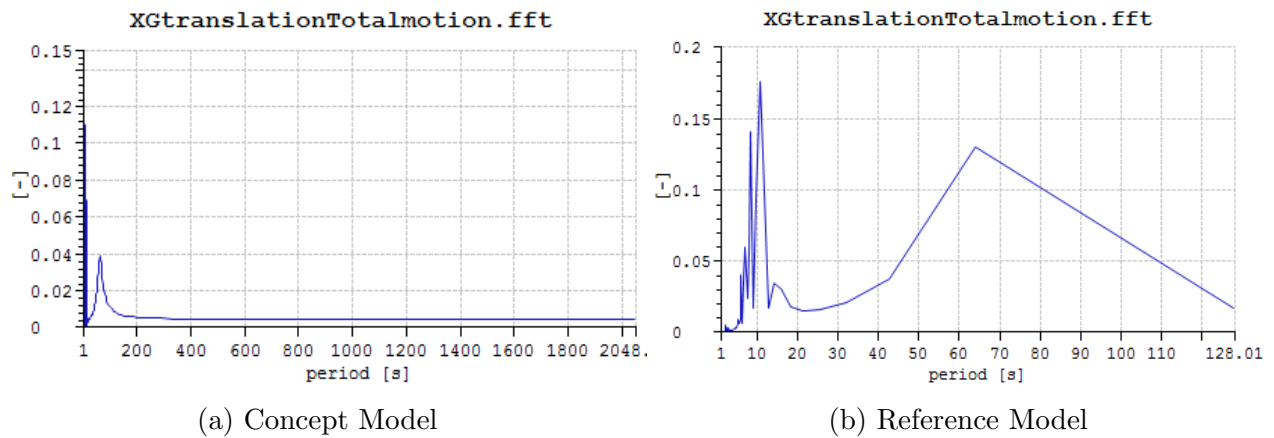 XGtranslationTotalmotion.fft
0.15
0.12
0.1
0.08
0.06
0.04
0.02
0
[-]
1 200 400 600 800 1000 1200 1400 1600 1800 2048.
period [s]
(a) Concept Model
XGtranslationTotalmotion.fft
0.2
0.15
0.1
0.05
0
[-]
1 10 20 30 40 50 60 70 80 90 100 110 128.01
period [s]
(b) Reference Model